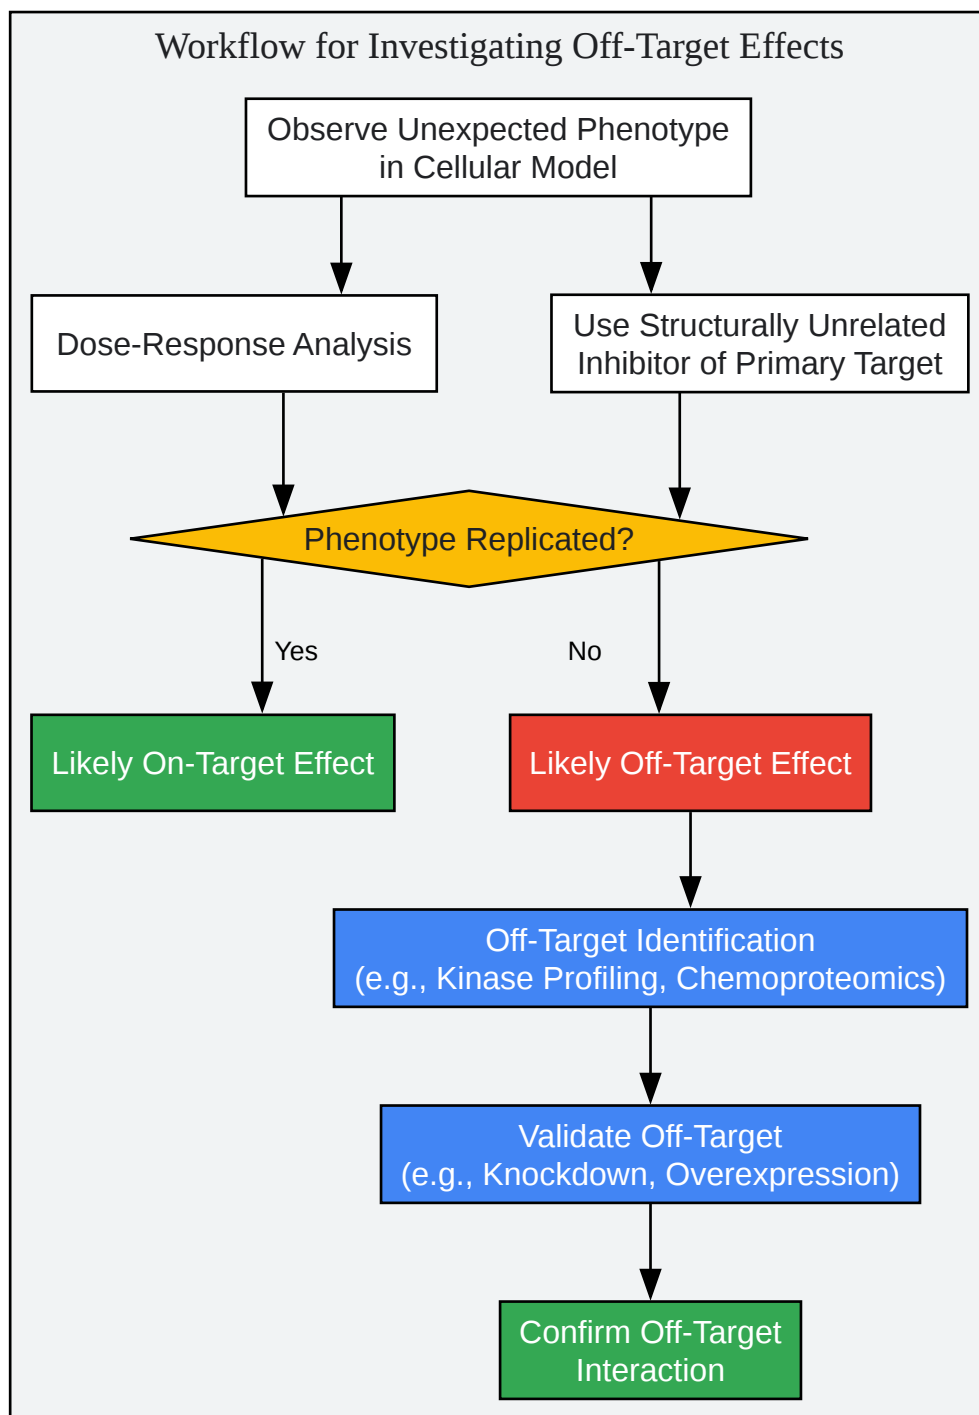 Workflow for Investigating Off-Target Effects
Observe Unexpected Phenotype
in Cellular Model
Dose-Response Analysis
Use Structurally Unrelated
Inhibitor of Primary Target
Phenotype Replicated?
Yes
No
Likely On-Target Effect
Likely Off-Target Effect
Off-Target Identification
(e.g., Kinase Profiling, Chemoproteomics)
Validate Off-Target
(e.g., Knockdown, Overexpression)
Confirm Off-Target
Interaction